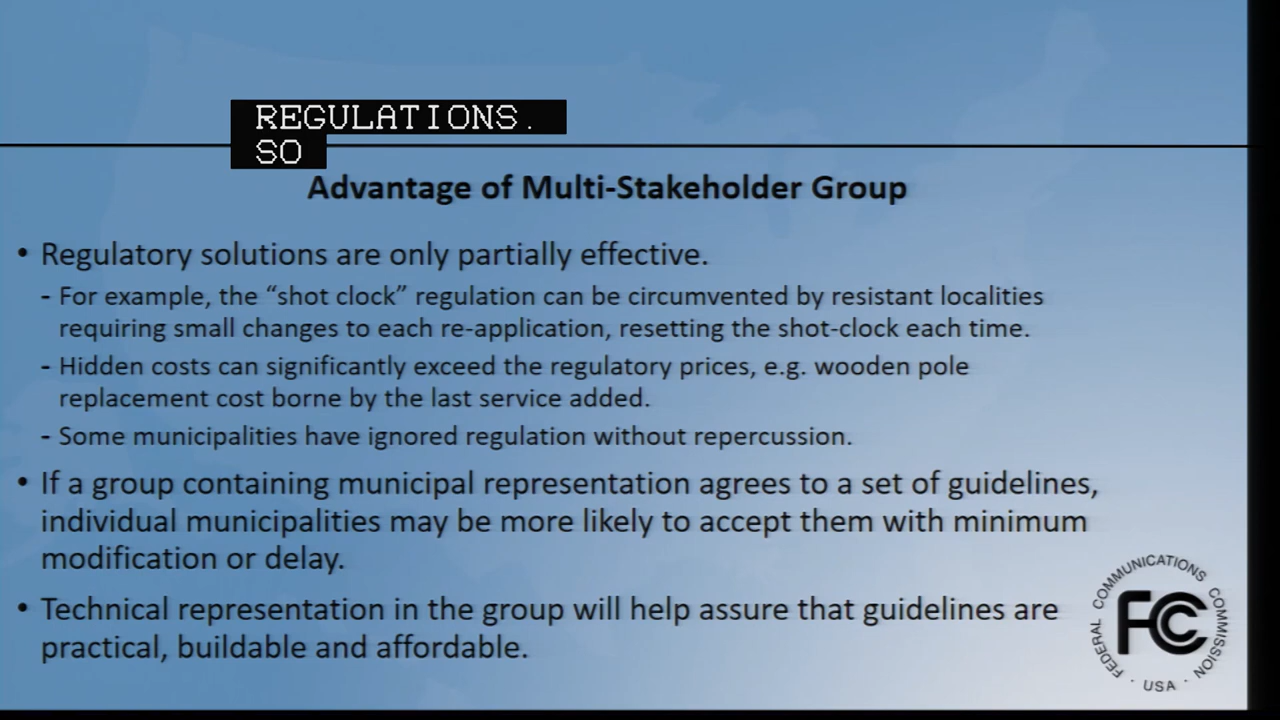 REGULATIONS.
SO
Advantage of Multi-Stakeholder Group
• Regulatory solutions are only partially effective.
- For example, the “shot clock” regulation can be circumvented by resistant localities
requiring small changes to each re-application, resetting the shot-clock each time.
- Hidden costs can significantly exceed the regulatory prices, e.g. wooden pole
replacement cost borne by the last service added.
- Some municipalities have ignored regulation without repercussion.
• If a group containing municipal representation agrees to a set of guidelines,
individual municipalities may be more likely to accept them with minimum
modification or delay.
• Technical representation in the group will help assure that guidelines are
practical, buildable and affordable.
FEDERAL COMMUNICATIONS COMMISSION
FCC
· USA ·